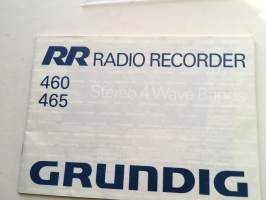 RR RADIO RECORDER
460
465
Stereo 4 Wave Bands
GRUNDIG